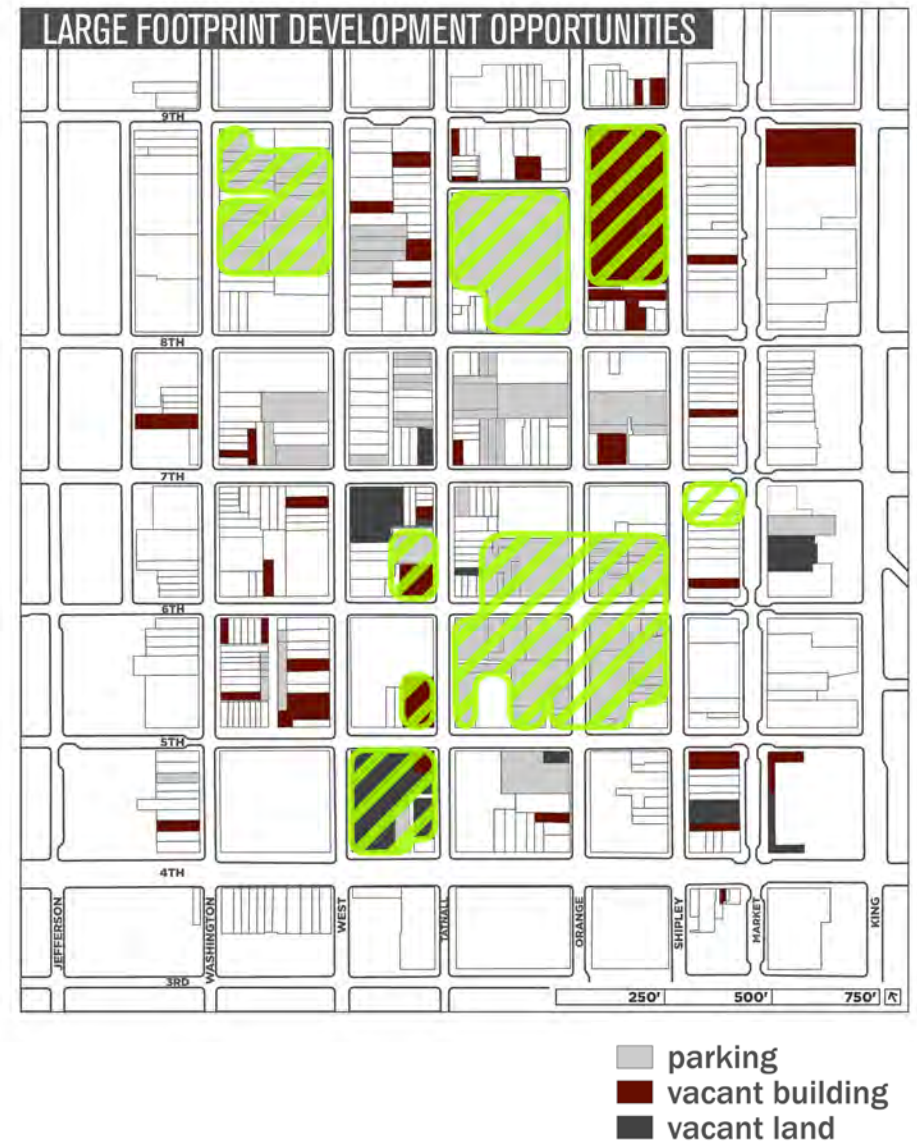 LARGE FOOTPRINT DEVELOPMENT OPPORTUNITIES
9TH
8TH
7TH
6TH
5TH
4TH
JEFFERSON
WASHINGTON
WEST
TATNALL
ORANGE
SHIPLEY
MARKET
KING
3RD
250' 500' 750'
parking
vacant building
vacant land